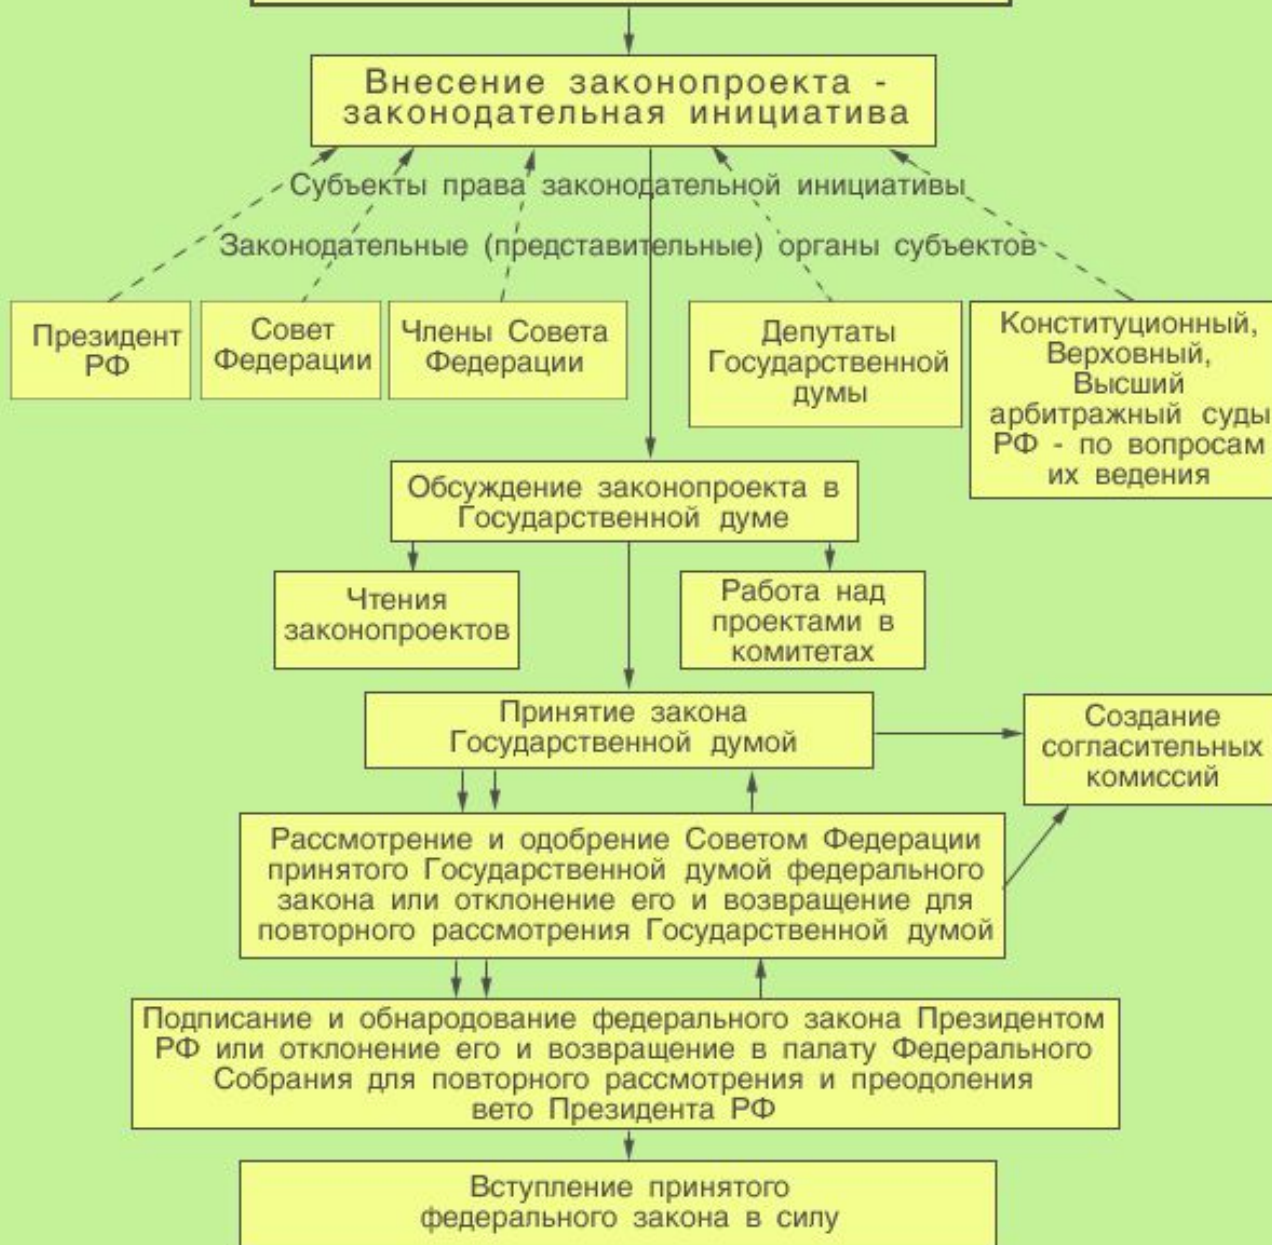 Внесение законопроекта -
законодательная инициатива
Субъекты права законодательной инициативы
Законодательные (представительные) органы субъектов
Президент
РФ
Совет
Федерации
Члены Совета
Федерации
Депутаты
Государственной
думы
Конституционный,
Верховный,
Высший
арбитражный суды
РФ - по вопросам
их ведения
Обсуждение законопроекта в
Государственной думе
Чтения
законопроектов
Работа над
проектами в
комитетах
Принятие закона
Государственной думой
Создание
согласительных
комиссий
Рассмотрение и одобрение Советом Федерации
принятого Государственной думой федерального
закона или отклонение его и возвращение для
повторного рассмотрения Государственной думой
Подписание и обнародование федерального закона Президентом
РФ или отклонение его и возвращение в палату Федерального
Собрания для повторного рассмотрения и преодоления
вето Президента РФ
Вступление принятого
федерального закона в силу